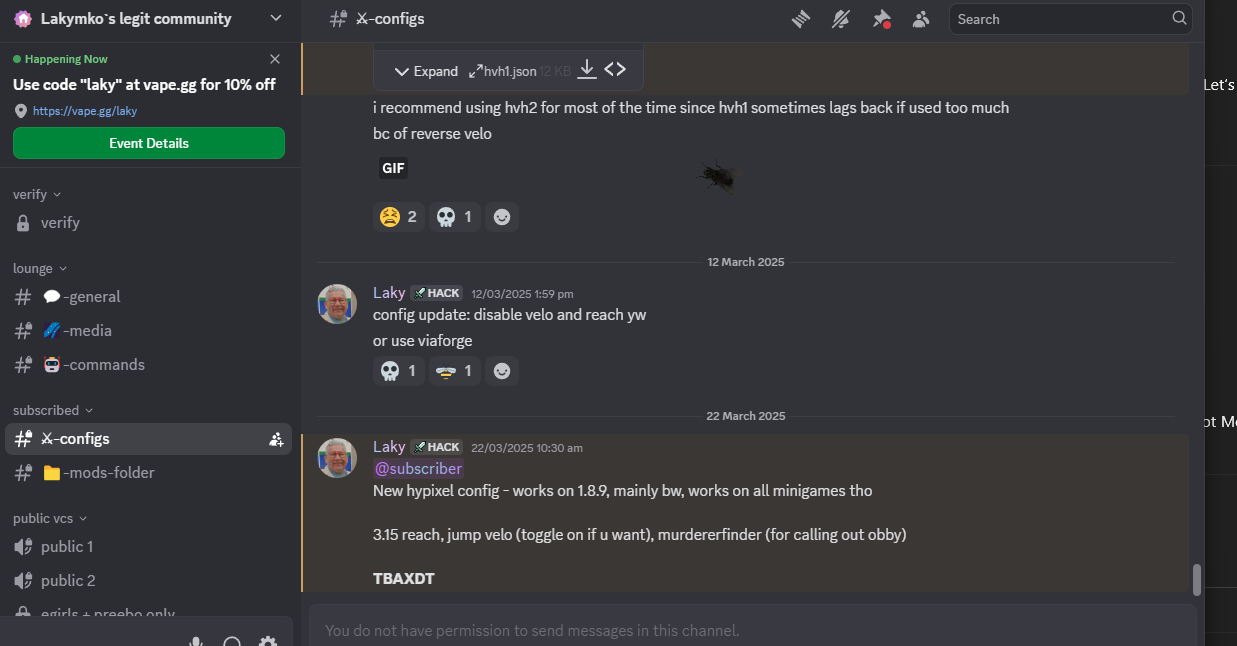 Lakymko`s legit community
Happening Now
Use code "laky" at vape.gg for 10% off
https://vape.gg/laky
Event Details
verify
verify
lounge
-general
-media
-commands
subscribed
⚔-configs
-mods-folder
public vcs
public 1
public 2
egirls + preebo only
⚔-configs
Search
Expand hvh1.json 12 KB
i recommend using hvh2 for most of the time since hvh1 sometimes lags back if used too much
bc of reverse velo
GIF
2 1
12 March 2025
Laky HACK 12/03/2025 1:59 pm
config update: disable velo and reach yw
or use viaforge
1 1
22 March 2025
Laky HACK 22/03/2025 10:30 am
@subscriber
New hypixel config - works on 1.8.9, mainly bw, works on all minigames tho
3.15 reach, jump velo (toggle on if u want), murdererfinder (for calling out obby)
TBAXDT
You do not have permission to send messages in this channel.
Let's